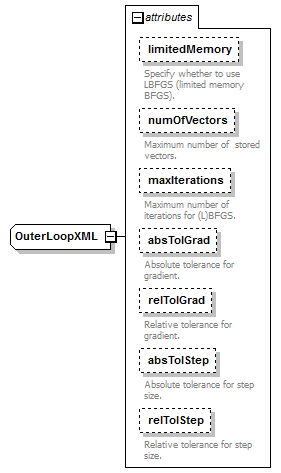 attributes
limitedMemory
Specify whether to use
LBFGS (limited memory
BFGS).
numOfVectors
Maximum number of stored
vectors.
maxIterations
Maximum number of
iterations for (L)BFGS.
OuterLoopXML
absTolGrad
Absolute tolerance for
gradient.
relTolGrad
Relative tolerance for
gradient.
absTolStep
Absolute tolerance for step
size.
relTolStep
Relative tolerance for step
size.